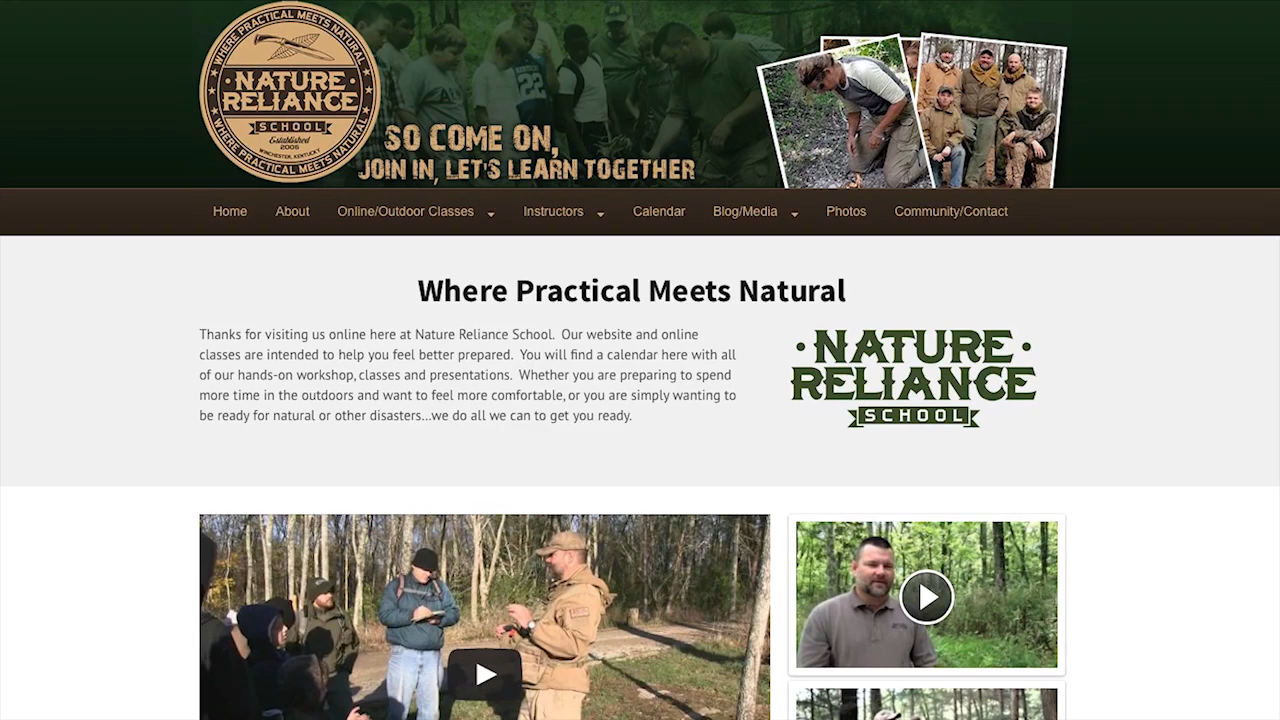 WHERE PRACTICAL MEETS NATURAL
NATURE
RELIANCE
SCHOOL
Established
2006
WINCHESTER, KENTUCKY
WHERE PRACTICAL MEETS NATURAL
SO COME ON,
JOIN IN, LET'S LEARN TOGETHER
Home About Online/Outdoor Classes Instructors Calendar Blog/Media Photos Community/Contact
Where Practical Meets Natural
Thanks for visiting us online here at Nature Reliance School. Our website and online
classes are intended to help you feel better prepared. You will find a calendar here with all
of our hands-on workshop, classes and presentations. Whether you are preparing to spend
more time in the outdoors and want to feel more comfortable, or you are simply wanting to
be ready for natural or other disasters...we do all we can to get you ready.
· NATURE ·
RELIANCE
SCHOOL